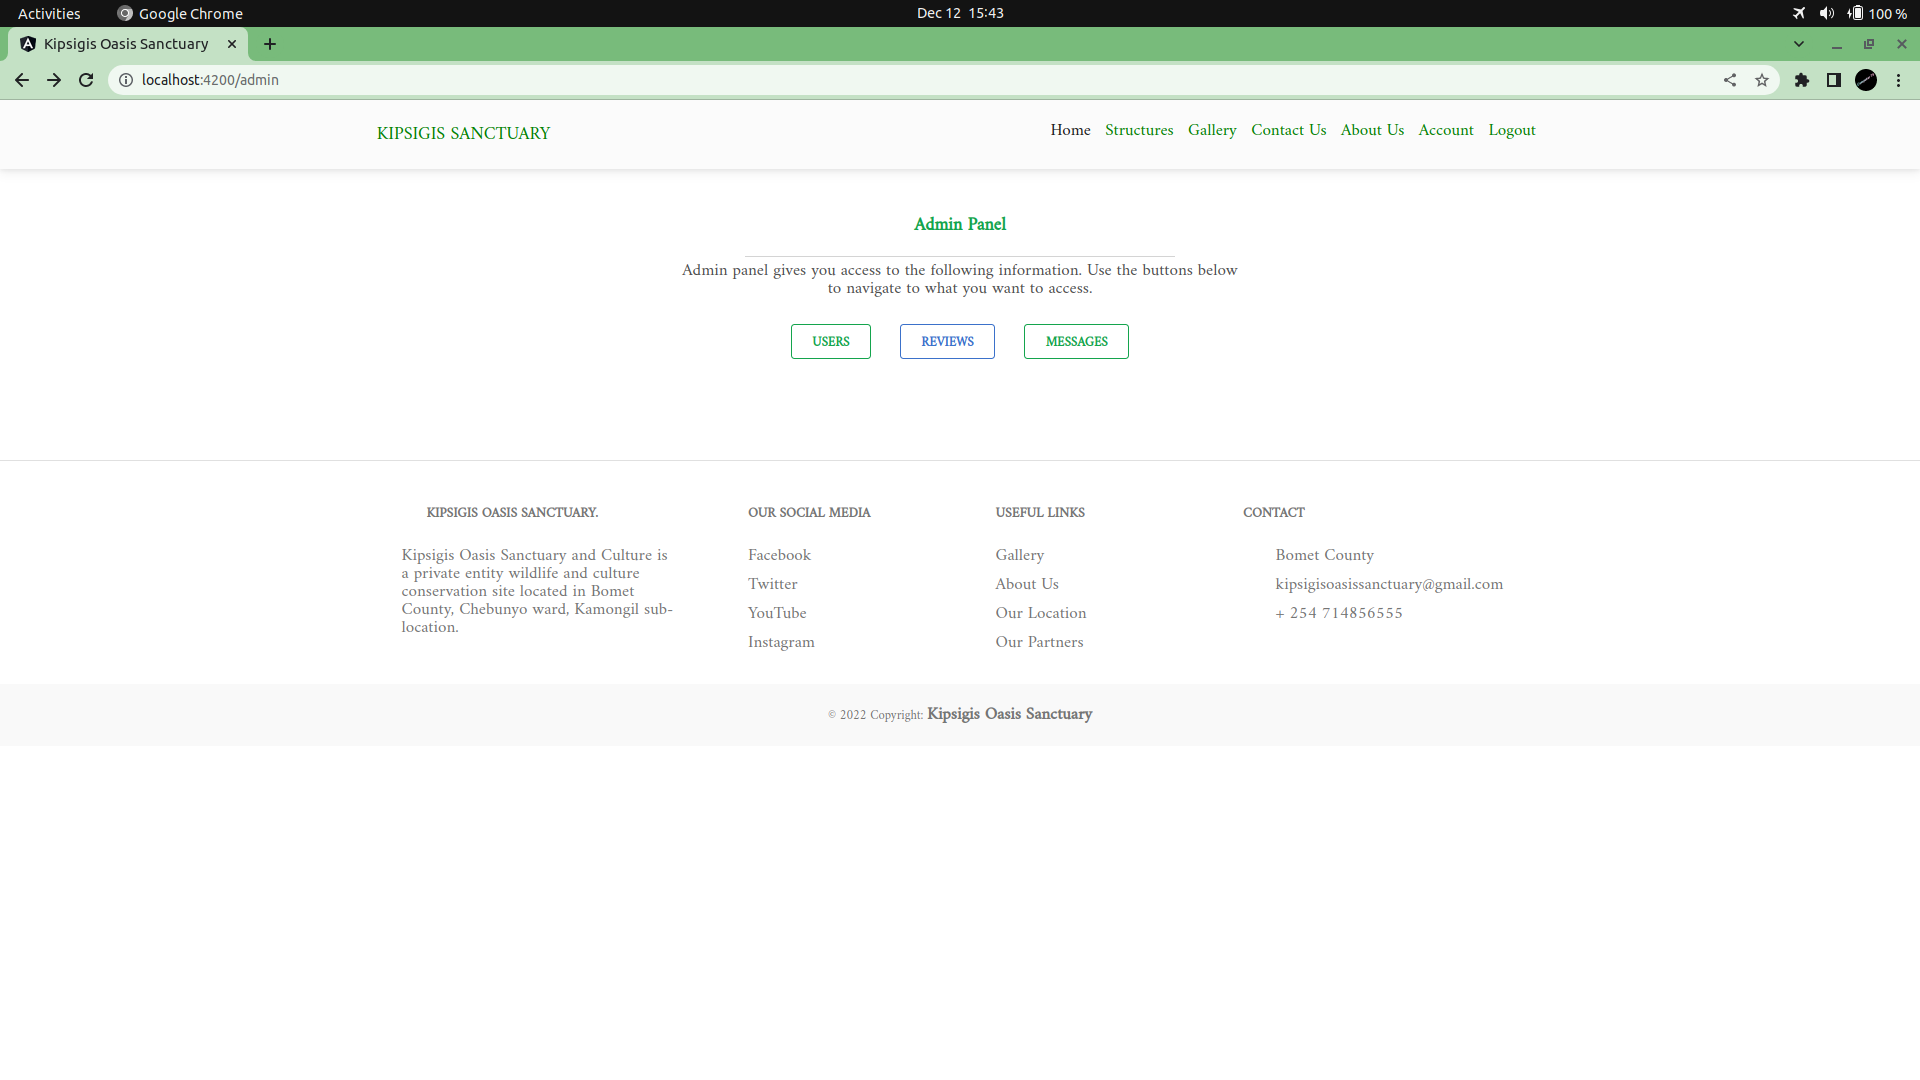 Activities
Google Chrome
Dec 12 15:43
100 %
Kipsigis Oasis Sanctuary
localhost:4200/admin
KIPSIGIS SANCTUARY
Home Structures Gallery Contact Us About Us Account Logout
Admin Panel
Admin panel gives you access to the following information. Use the buttons below
to navigate to what you want to access.
USERS
REVIEWS
MESSAGES
KIPSIGIS OASIS SANCTUARY.
Kipsigis Oasis Sanctuary and Culture is
a private entity wildlife and culture
conservation site located in Bomet
County, Chebunyo ward, Kamongil sub-
location.
OUR SOCIAL MEDIA
Facebook
Twitter
YouTube
Instagram
USEFUL LINKS
Gallery
About Us
Our Location
Our Partners
CONTACT
Bomet County
kipsigisoasissanctuary@gmail.com
+ 254 714856555
© 2022 Copyright: Kipsigis Oasis Sanctuary